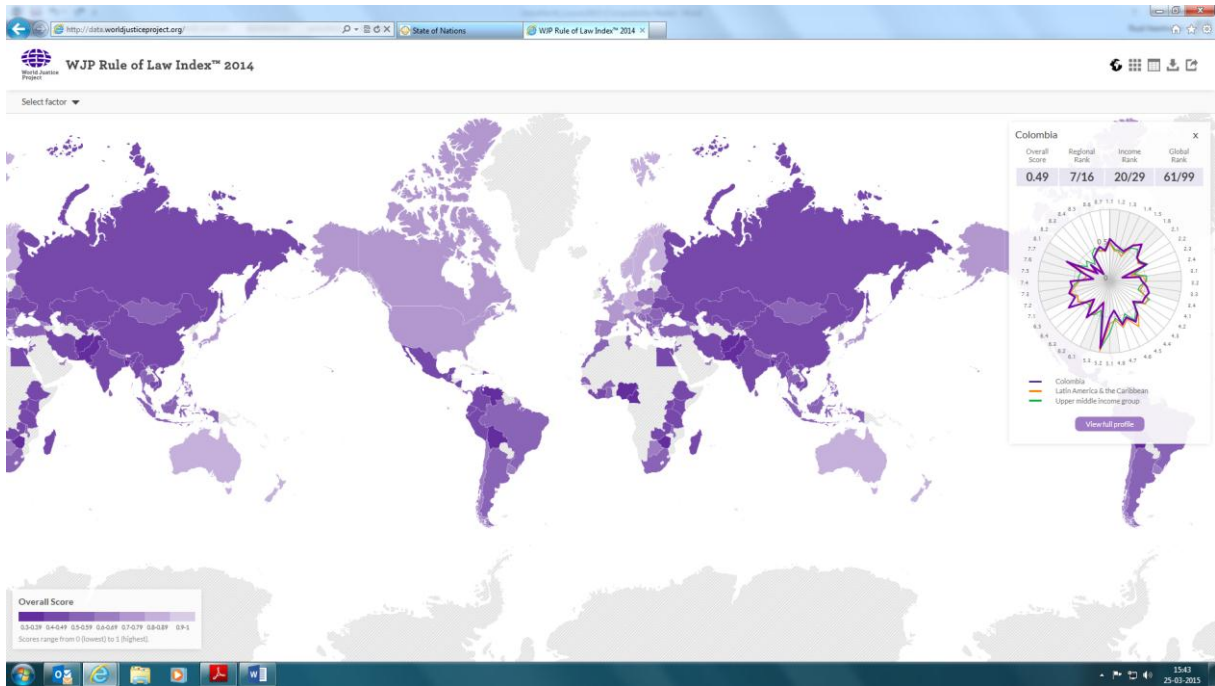 http://data.worldjusticeproject.org/
State of Nations
WJP Rule of Law Index™ 2014
World Justice
Project
WJP Rule of Law Index™ 2014
Select factor
Colombia
x
Overall Score
Regional Rank
Income Rank
Global Rank
0.49
7/16
20/29
61/99
Colombia
Latin America & the Caribbean
Upper middle income group
View full profile
Overall Score
0.3-0.39 0.4-0.49 0.5-0.59 0.6-0.69 0.7-0.79 0.8-0.89 0.9-1
Scores range from 0 (lowest) to 1 (highest).
15:43
25-03-2015